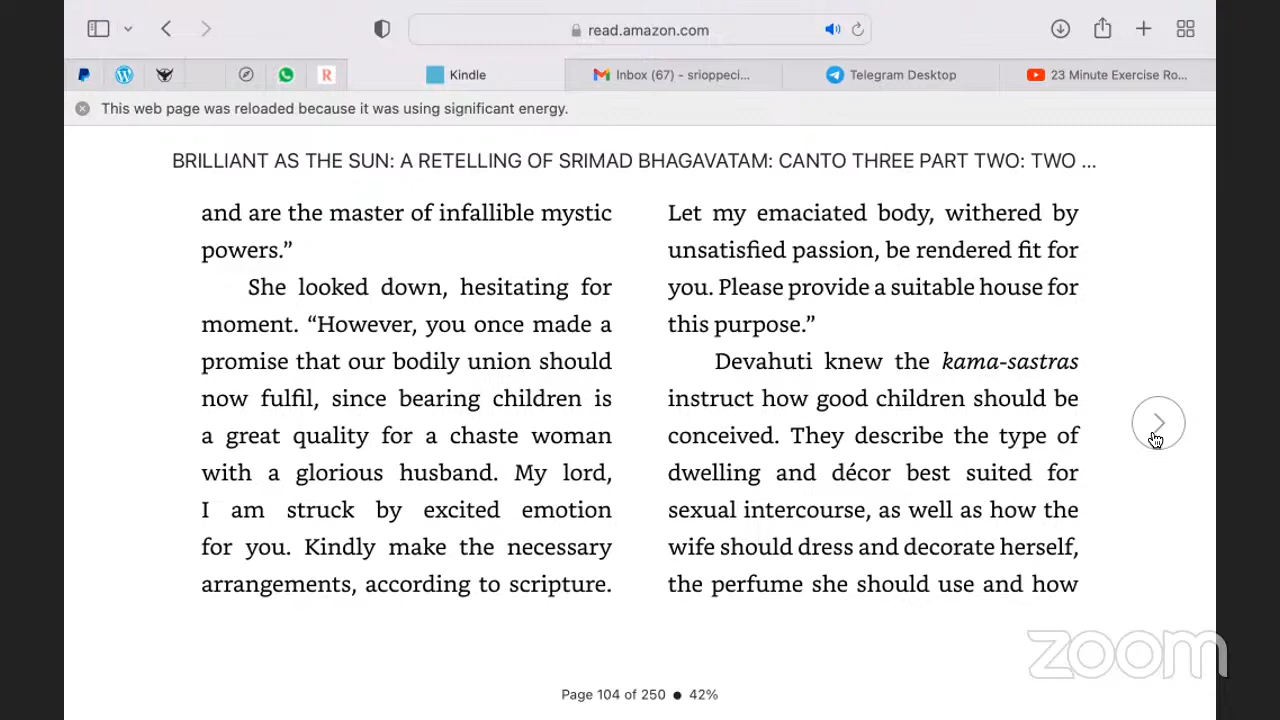 read.amazon.com
Kindle
Inbox (67) - srioppeci...
Telegram Desktop
23 Minute Exercise Ro...
This web page was reloaded because it was using significant energy.
BRILLIANT AS THE SUN: A RETELLING OF SRIMAD BHAGAVATAM: CANTO THREE PART TWO: TWO ...
and are the master of infallible mystic
powers.”
She looked down, hesitating for
moment. “However, you once made a
promise that our bodily union should
now fulfil, since bearing children is
a great quality for a chaste woman
with a glorious husband. My lord,
I am struck by excited emotion
for you. Kindly make the necessary
arrangements, according to scripture.
Let my emaciated body, withered by
unsatisfied passion, be rendered fit for
you. Please provide a suitable house for
this purpose.”
Devahuti knew the kama-sastras
instruct how good children should be
conceived. They describe the type of
dwelling and décor best suited for
sexual intercourse, as well as how the
wife should dress and decorate herself,
the perfume she should use and how
Page 104 of 250 ● 42%
zoom